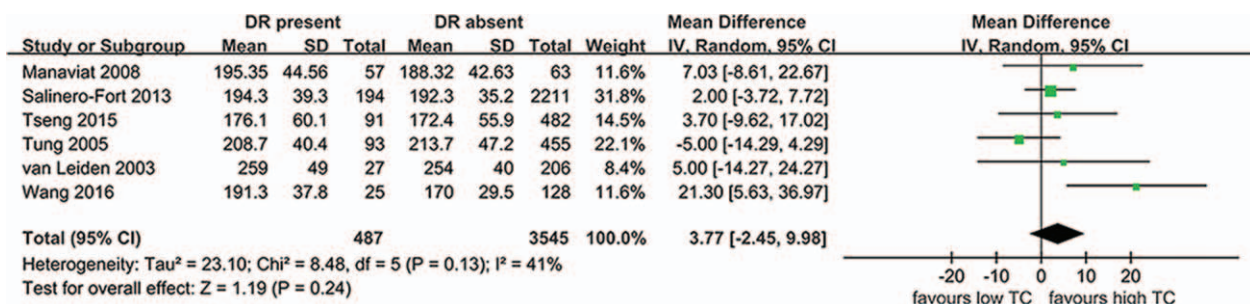 DR present DR absent Mean Difference Mean Difference
Study or Subgroup Mean SD Total Mean SD Total Weight IV, Random, 95% CI IV, Random, 95% CI
Manaviat 2008 195.35 44.56 57 188.32 42.63 63 11.6% 7.03 [-8.61, 22.67]
Salinero-Fort 2013 194.3 39.3 194 192.3 35.2 2211 31.8% 2.00 [-3.72, 7.72]
Tseng 2015 176.1 60.1 91 172.4 55.9 482 14.5% 3.70 [-9.62, 17.02]
Tung 2005 208.7 40.4 93 213.7 47.2 455 22.1% -5.00 [-14.29, 4.29]
van Leiden 2003 259 49 27 254 40 206 8.4% 5.00 [-14.27, 24.27]
Wang 2016 191.3 37.8 25 170 29.5 128 11.6% 21.30 [5.63, 36.97]
Total (95% CI) 487 3545 100.0% 3.77 [-2.45, 9.98]
Heterogeneity: Tau² = 23.10; Chi² = 8.48, df = 5 (P = 0.13); I² = 41%
Test for overall effect: Z = 1.19 (P = 0.24)
-20 -10 0 10 20
favours low TC favours high TC